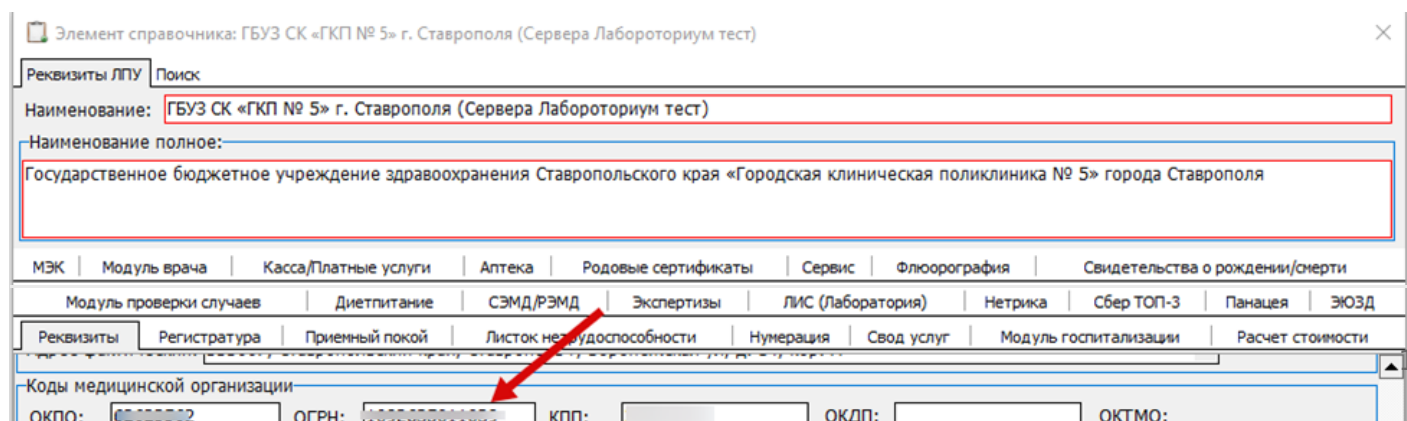 Элемент справочника: ГБУЗ СК «ГКП № 5» г. Ставрополя (Сервера Лабороториум тест)
Реквизиты ЛПУ Поиск
Наименование: ГБУЗ СК «ГКП № 5» г. Ставрополя (Сервера Лабороториум тест)
Наименование полное:
Государственное бюджетное учреждение здравоохранения Ставропольского края «Городская клиническая поликлиника № 5» города Ставрополя
МЭК Модуль врача Касса/Платные услуги Аптека Родовые сертификаты Сервис Флюорография Свидетельства о рождении/смерти
Модуль проверки случаев Диетпитание СЭМД/РЭМД Экспертизы ЛИС (Лаборатория) Нетрика Сбер ТОП-3 Панацея ЭЮЗД
Реквизиты Регистратура Приемный покой Листок нетрудоспособности Нумерация Свод услуг Модуль госпитализации Расчет стоимости
Коды медицинской организации
ОКПО: ОГРН: КПП: ОКДП: ОКТМО: